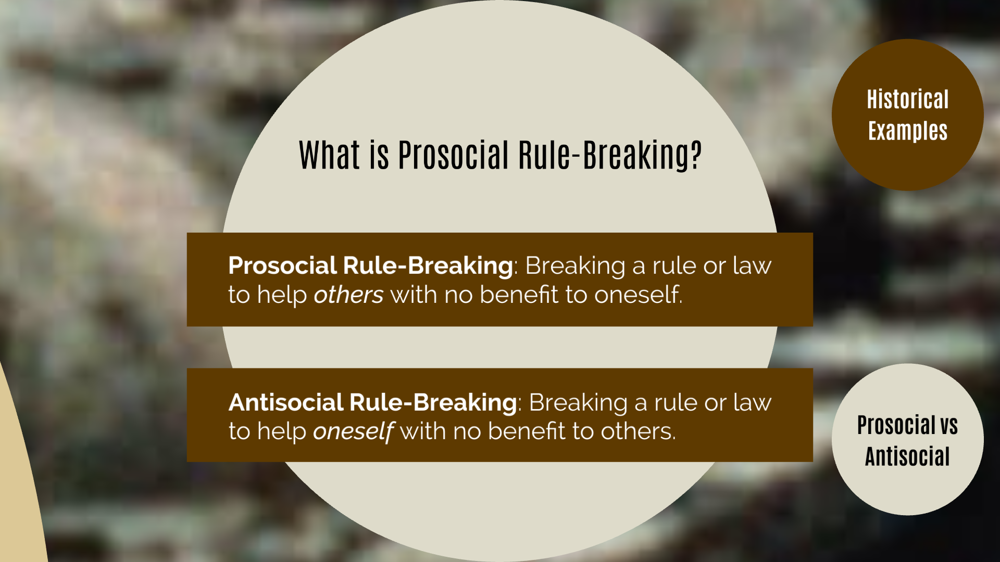 What is Prosocial Rule-Breaking?
Prosocial Rule-Breaking: Breaking a rule or law
to help others with no benefit to oneself.
Antisocial Rule-Breaking: Breaking a rule or law
to help oneself with no benefit to others.
Historical
Examples
Prosocial vs
Antisocial